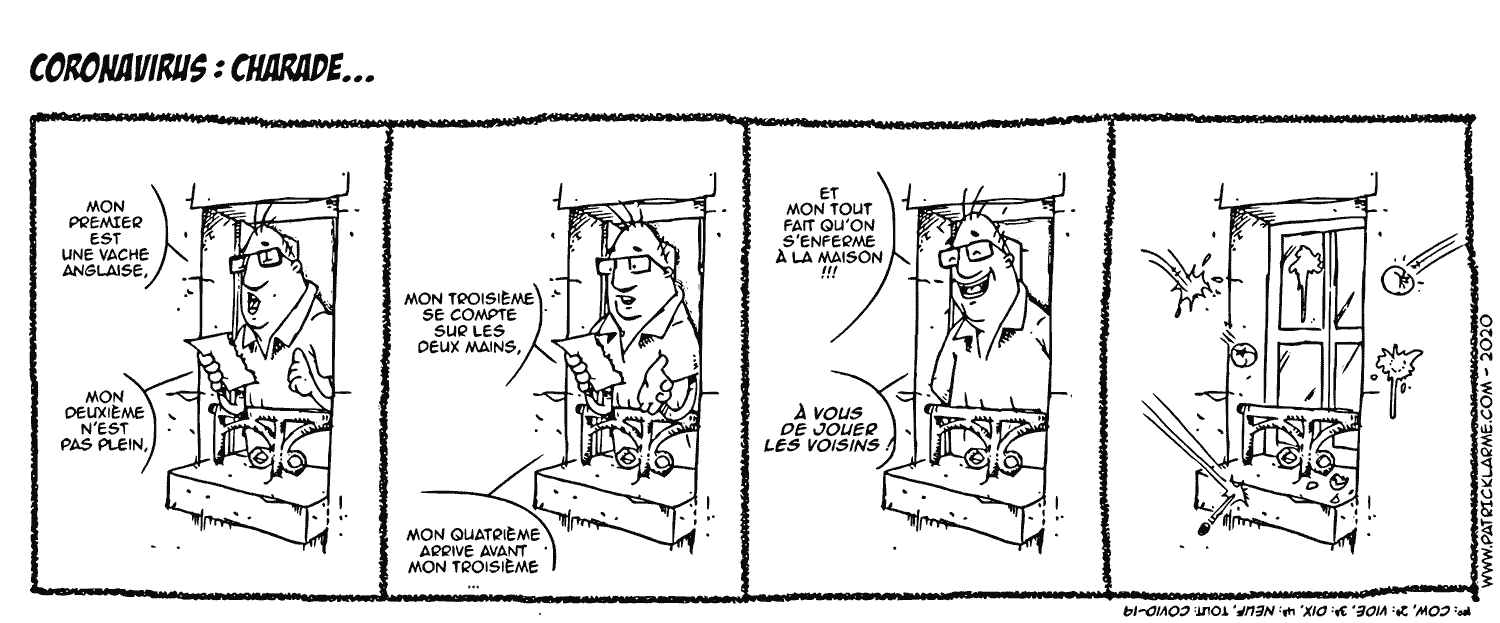 CORONAVIRUS : CHARADE...
MON
PREMIER
EST
UNE VACHE
ANGLAISE,
MON
DEUXIÈME
N'EST
PAS PLEIN,
MON TROISIÈME
SE COMPTE
SUR LES
DEUX MAINS,
MON QUATRIÈME
ARRIVE AVANT
MON TROISIÈME
...
ET
MON TOUT
FAIT QU'ON
S'ENFERME
À LA MAISON
!!!
À VOUS
DE JOUER
LES VOISINS !
WWW.PATRICKLARME.COM - 2020
1ER: COW, 2E: VIDE, 3E: DIX, 4E: NEUF, TOUT: COVID-19